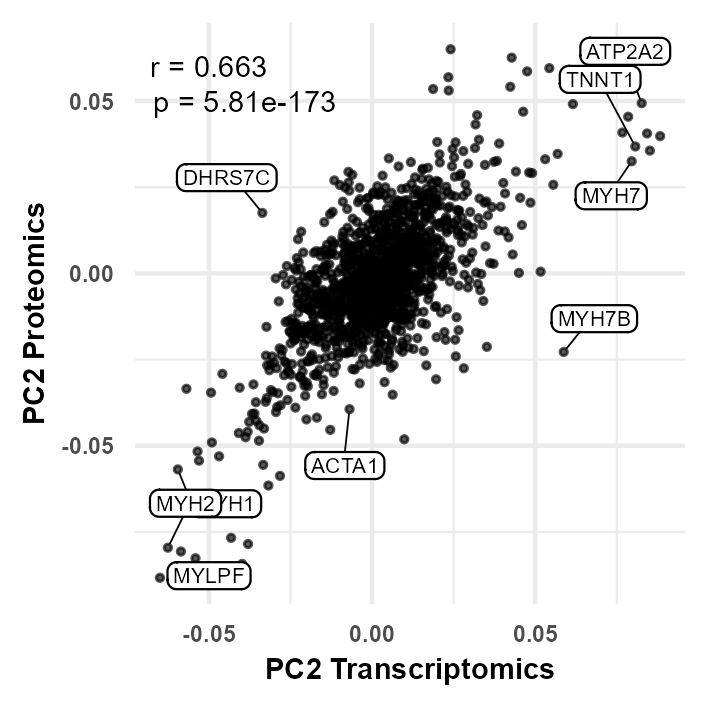 r = 0.663
p = 5.81e-173
ATP2A2
TNNT1
DHRS7C
MYH7
MYH7B
ACTA1
MYH2
YH1
MYLPF
0.05
0.00
-0.05
-0.05
0.00
0.05
PC2 Proteomics
PC2 Transcriptomics